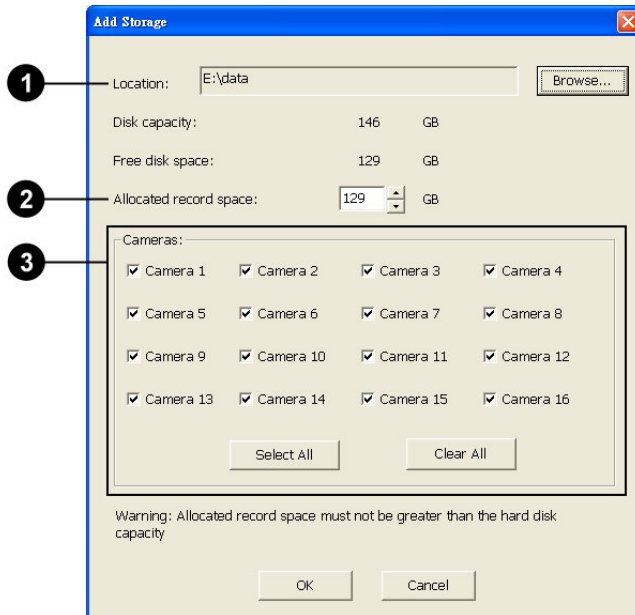 Add Storage
1 Location: E:\data Browse...
Disk capacity: 146 GB
Free disk space: 129 GB
2 Allocated record space: 129 GB
3 Cameras:
Camera 1 Camera 2 Camera 3 Camera 4
Camera 5 Camera 6 Camera 7 Camera 8
Camera 9 Camera 10 Camera 11 Camera 12
Camera 13 Camera 14 Camera 15 Camera 16
Select All Clear All
Warning: Allocated record space must not be greater than the hard disk
capacity
OK Cancel